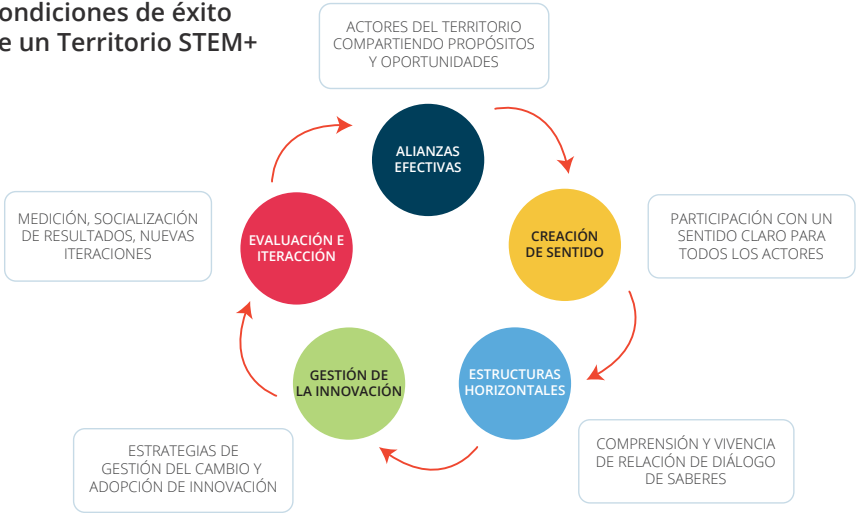 ondiciones de éxito
e un Territorio STEM+
ACTORES DEL TERRITORIO
COMPARTIENDO PROPÓSITOS
Y OPORTUNIDADES
ALIANZAS
EFECTIVAS
MEDICIÓN, SOCIALIZACIÓN
DE RESULTADOS, NUEVAS
ITERACIONES
EVALUACIÓN E
ITERACCIÓN
CREACIÓN
DE SENTIDO
PARTICIPACIÓN CON UN
SENTIDO CLARO PARA
TODOS LOS ACTORES
GESTIÓN DE
LA INNOVACIÓN
ESTRUCTURAS
HORIZONTALES
ESTRATEGIAS DE
GESTIÓN DEL CAMBIO Y
ADOPCIÓN DE INNOVACIÓN
COMPRENSIÓN Y VIVENCIA
DE RELACIÓN DE DIÁLOGO
DE SABERES